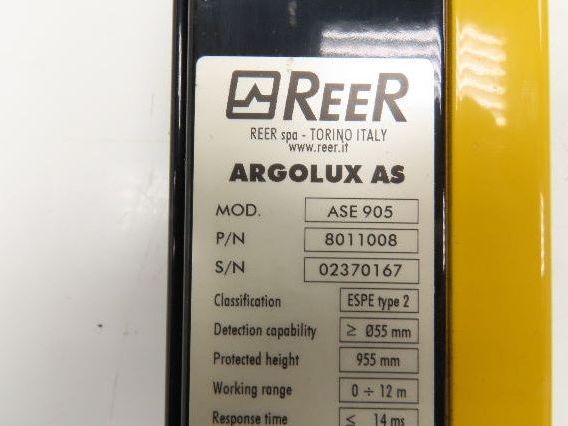 REER
REER spa - TORINO ITALY
www.reer.it
ARGOLUX AS
MOD. ASE 905
P/N 8011008
S/N 02370167
Classification ESPE type 2
Detection capability ≥ Ø55 mm
Protected height 955 mm
Working range 0 ÷ 12 m
Response time ≤ 14 ms